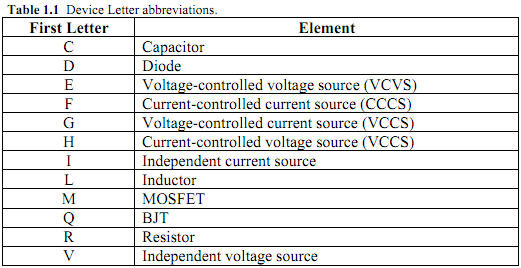 Table 1.1 Device Letter abbreviations.
First Letter Element
C Capacitor
D Diode
E Voltage-controlled voltage source (VCVS)
F Current-controlled current source (CCCS)
G Voltage-controlled current source (VCCS)
H Current-controlled voltage source (VCCS)
I Independent current source
L Inductor
M MOSFET
Q BJT
R Resistor
V Independent voltage source